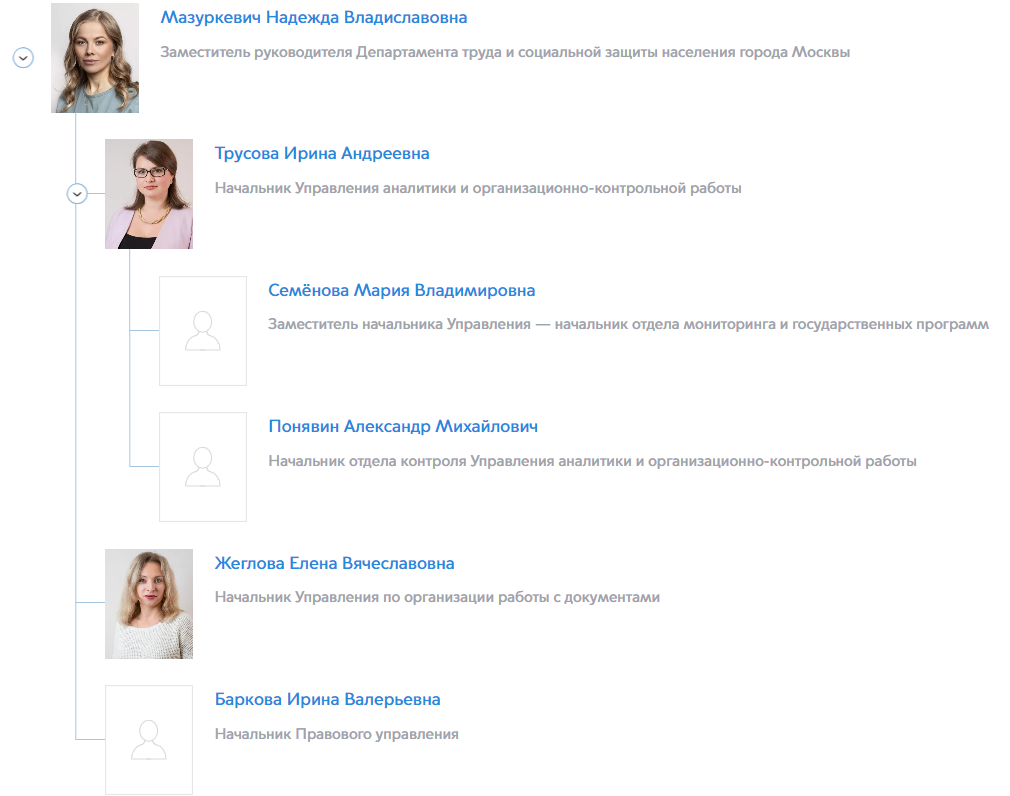 Мазуркевич Надежда Владиславовна
Заместитель руководителя Департамента труда и социальной защиты населения города Москвы
Трусова Ирина Андреевна
Начальник Управления аналитики и организационно-контрольной работы
Семёнова Мария Владимировна
Заместитель начальника Управления — начальник отдела мониторинга и государственных программ
Понявин Александр Михайлович
Начальник отдела контроля Управления аналитики и организационно-контрольной работы
Жеглова Елена Вячеславовна
Начальник Управления по организации работы с документами
Баркова Ирина Валерьевна
Начальник Правового управления